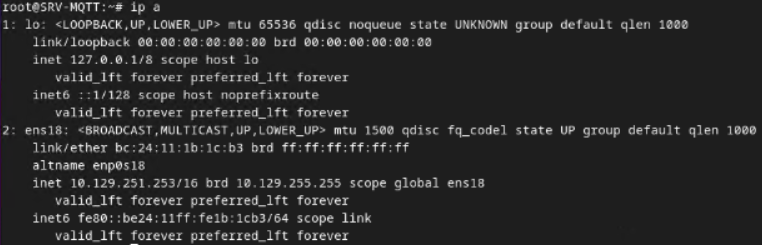 root@SRV-MQTT:~# ip a
1: lo: <LOOPBACK,UP,LOWER_UP> mtu 65536 qdisc noqueue state UNKNOWN group default qlen 1000
    link/loopback 00:00:00:00:00:00 brd 00:00:00:00:00:00
    inet 127.0.0.1/8 scope host lo
       valid_lft forever preferred_lft forever
    inet6 ::1/128 scope host noprefixroute
       valid_lft forever preferred_lft forever
2: ens18: <BROADCAST,MULTICAST,UP,LOWER_UP> mtu 1500 qdisc fq_codel state UP group default qlen 1000
    link/ether bc:24:11:1b:1c:b3 brd ff:ff:ff:ff:ff:ff
    altname enp0s18
    inet 10.129.251.253/16 brd 10.129.255.255 scope global ens18
       valid_lft forever preferred_lft forever
    inet6 fe80::be24:11ff:fe1b:1cb3/64 scope link
       valid_lft forever preferred_lft forever